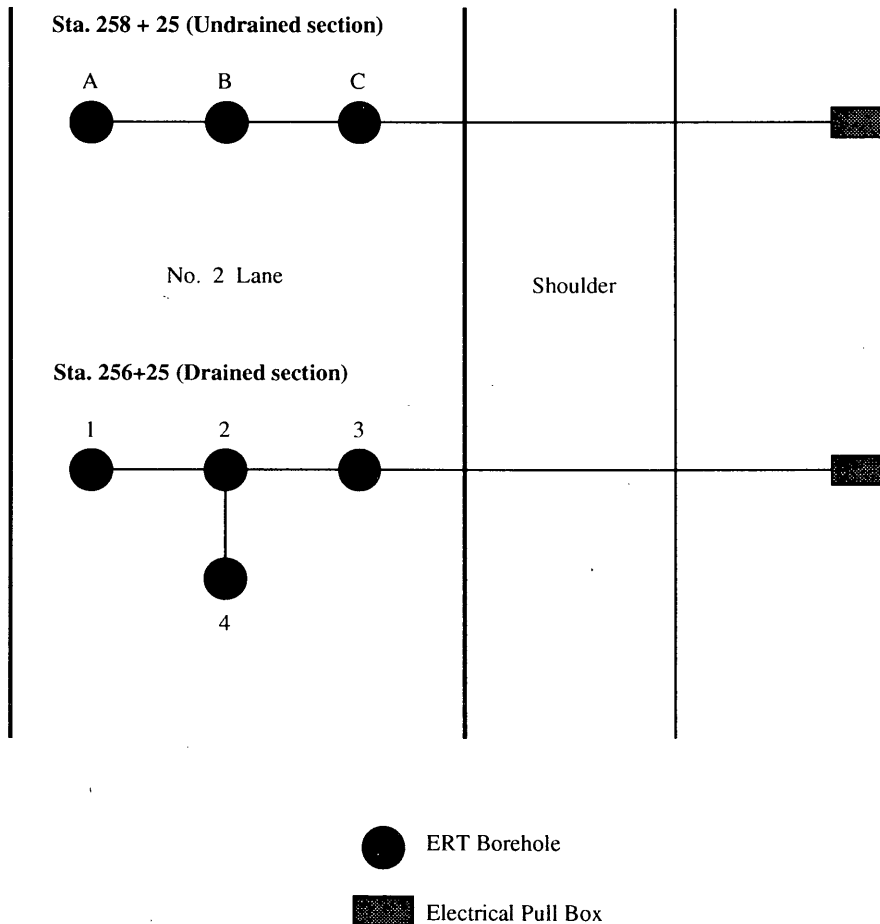 Sta. 258 + 25 (Undrained section)
A B C
No. 2 Lane
Shoulder
Sta. 256+25 (Drained section)
1 2 3
4
ERT Borehole
Electrical Pull Box